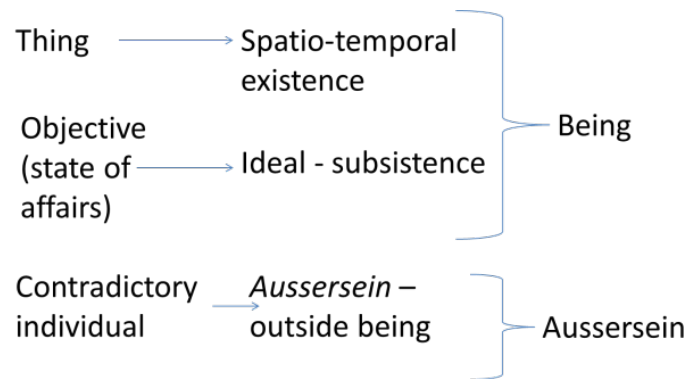 Thing
Spatio-temporal
existence
Objective
(state of
affairs)
Ideal - subsistence
Being
Contradictory
individual
Aussersein –
outside being
Aussersein